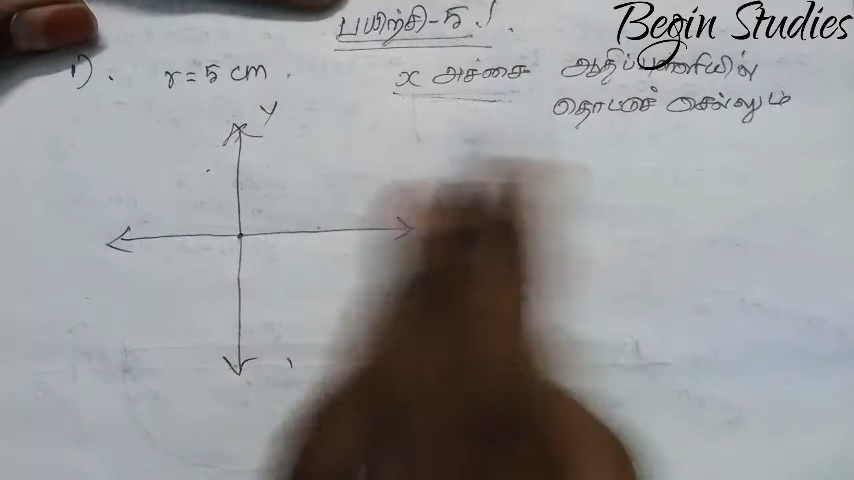 Begin Studies
பயிற்சி-5.1.
1). r = 5 cm. x அச்சை ஆதிப்புள்ளியில்
தொட்டுச் செல்லும்
y